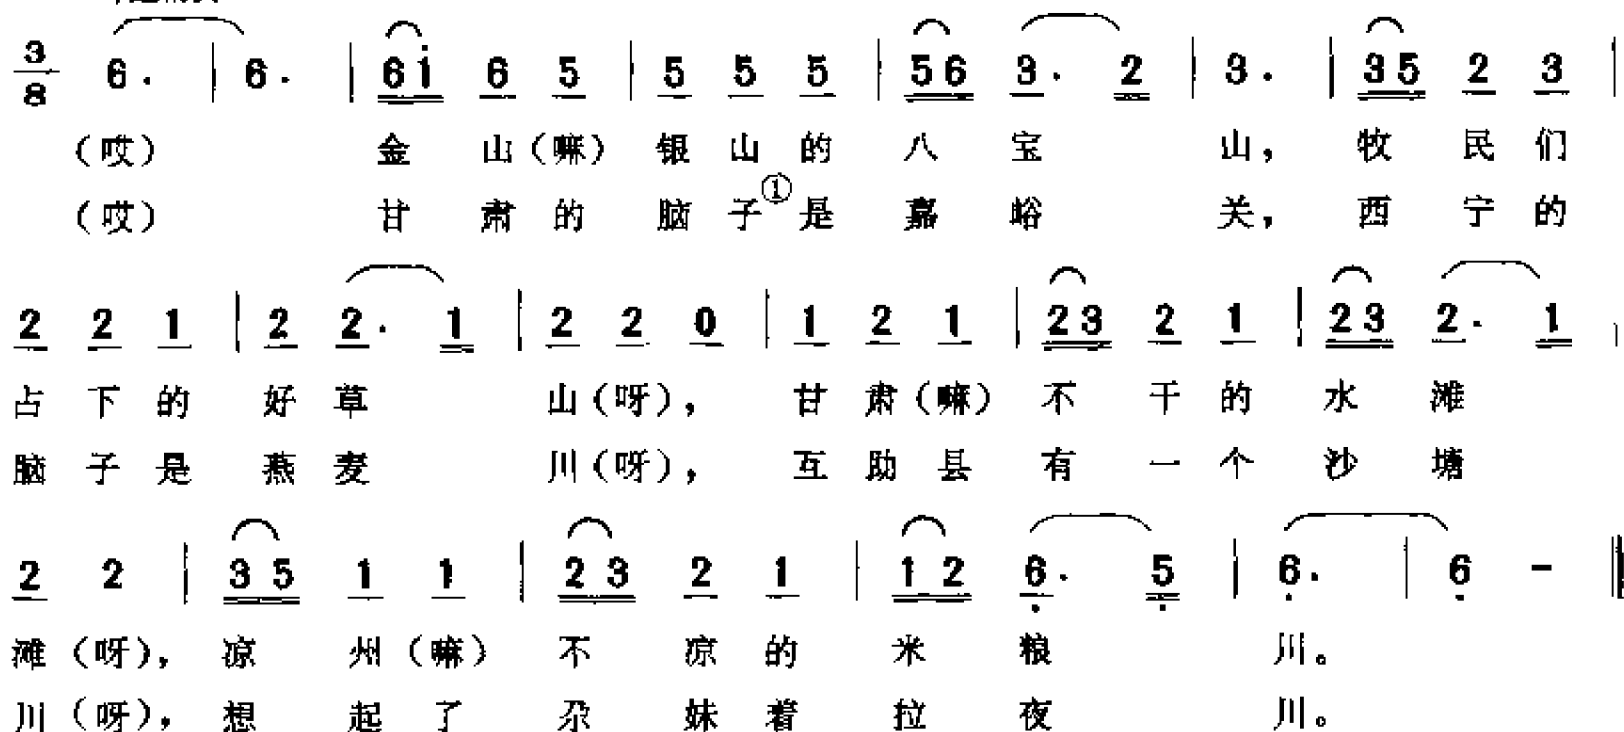 3/8 6. | 6. | 6i 6 5 | 5 5 5 | 56 3. 2 | 3. | 35 2 3 |
(哎) 金 山(嘛) 银 山 的 八 宝 山, 牧 民 们
(哎) 甘 肃 的 脑 子① 是 嘉 峪 关, 西 宁 的
2 2 1 | 2 2. 1 | 2 2 0 | 1 2 1 | 23 2 1 | 23 2. 1 |
占 下 的 好 草 山(呀), 甘 肃(嘛) 不 干 的 水 滩
脑 子 是 燕 麦 川(呀), 互 助 县 有 一 个 沙 塘
2 2 | 35 1 1 | 23 2 1 | 12 6. 5 | 6. | 6 -
滩(呀), 凉 州(嘛) 不 凉 的 米 粮 川。
川(呀), 想 起 了 尕 妹 着 拉 夜 川。